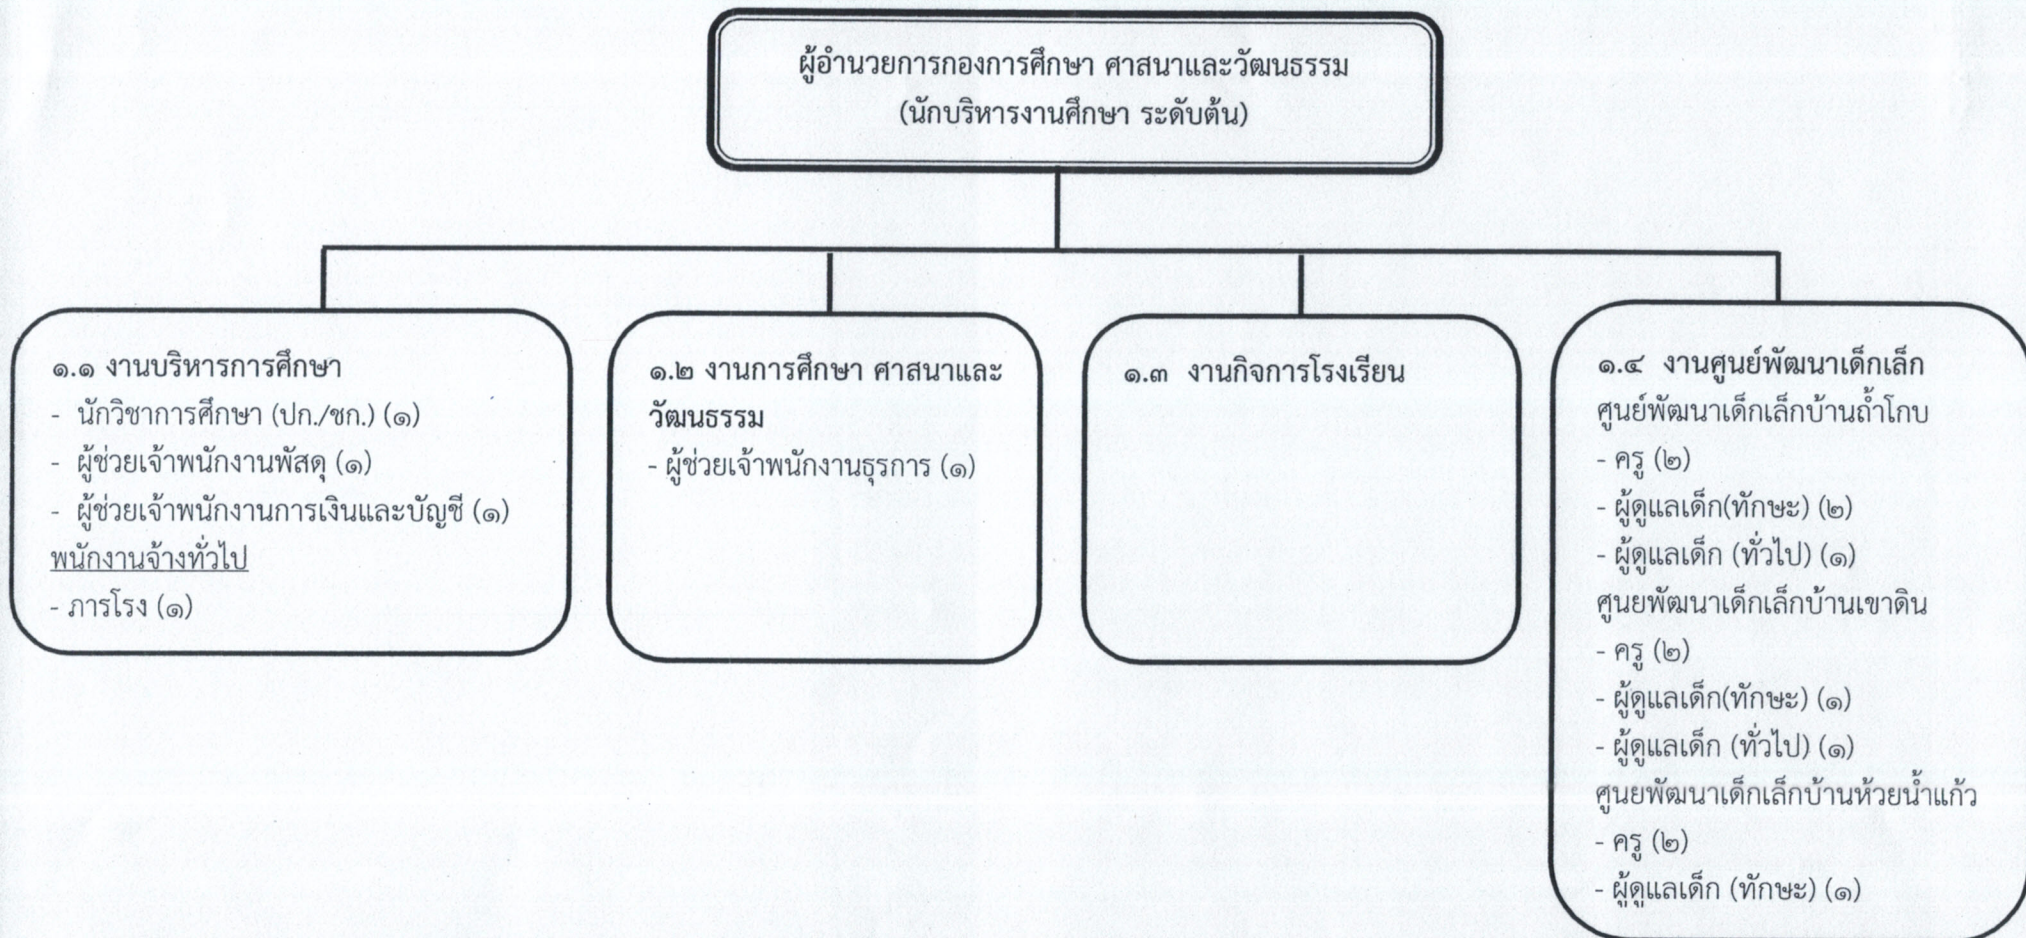 ผู้อำนวยการกองการศึกษา ศาสนาและวัฒนธรรม
(นักบริหารงานศึกษา ระดับต้น)
๑.๑ งานบริหารการศึกษา
- นักวิชาการศึกษา (ปก./ชก.) (๑)
- ผู้ช่วยเจ้าพนักงานพัสดุ (๑)
- ผู้ช่วยเจ้าพนักงานการเงินและบัญชี (๑)
พนักงานจ้างทั่วไป
- ภารโรง (๑)
๑.๒ งานการศึกษา ศาสนาและ
วัฒนธรรม
- ผู้ช่วยเจ้าพนักงานธุรการ (๑)
๑.๓ งานกิจการโรงเรียน
๑.๔ งานศูนย์พัฒนาเด็กเล็ก
ศูนย์พัฒนาเด็กเล็กบ้านถ้ำโกบ
- ครู (๒)
- ผู้ดูแลเด็ก(ทักษะ) (๒)
- ผู้ดูแลเด็ก (ทั่วไป) (๑)
ศูนยพัฒนาเด็กเล็กบ้านเขาดิน
- ครู (๒)
- ผู้ดูแลเด็ก(ทักษะ) (๑)
- ผู้ดูแลเด็ก (ทั่วไป) (๑)
ศูนยพัฒนาเด็กเล็กบ้านห้วยน้ำแก้ว
- ครู (๒)
- ผู้ดูแลเด็ก (ทักษะ) (๑)